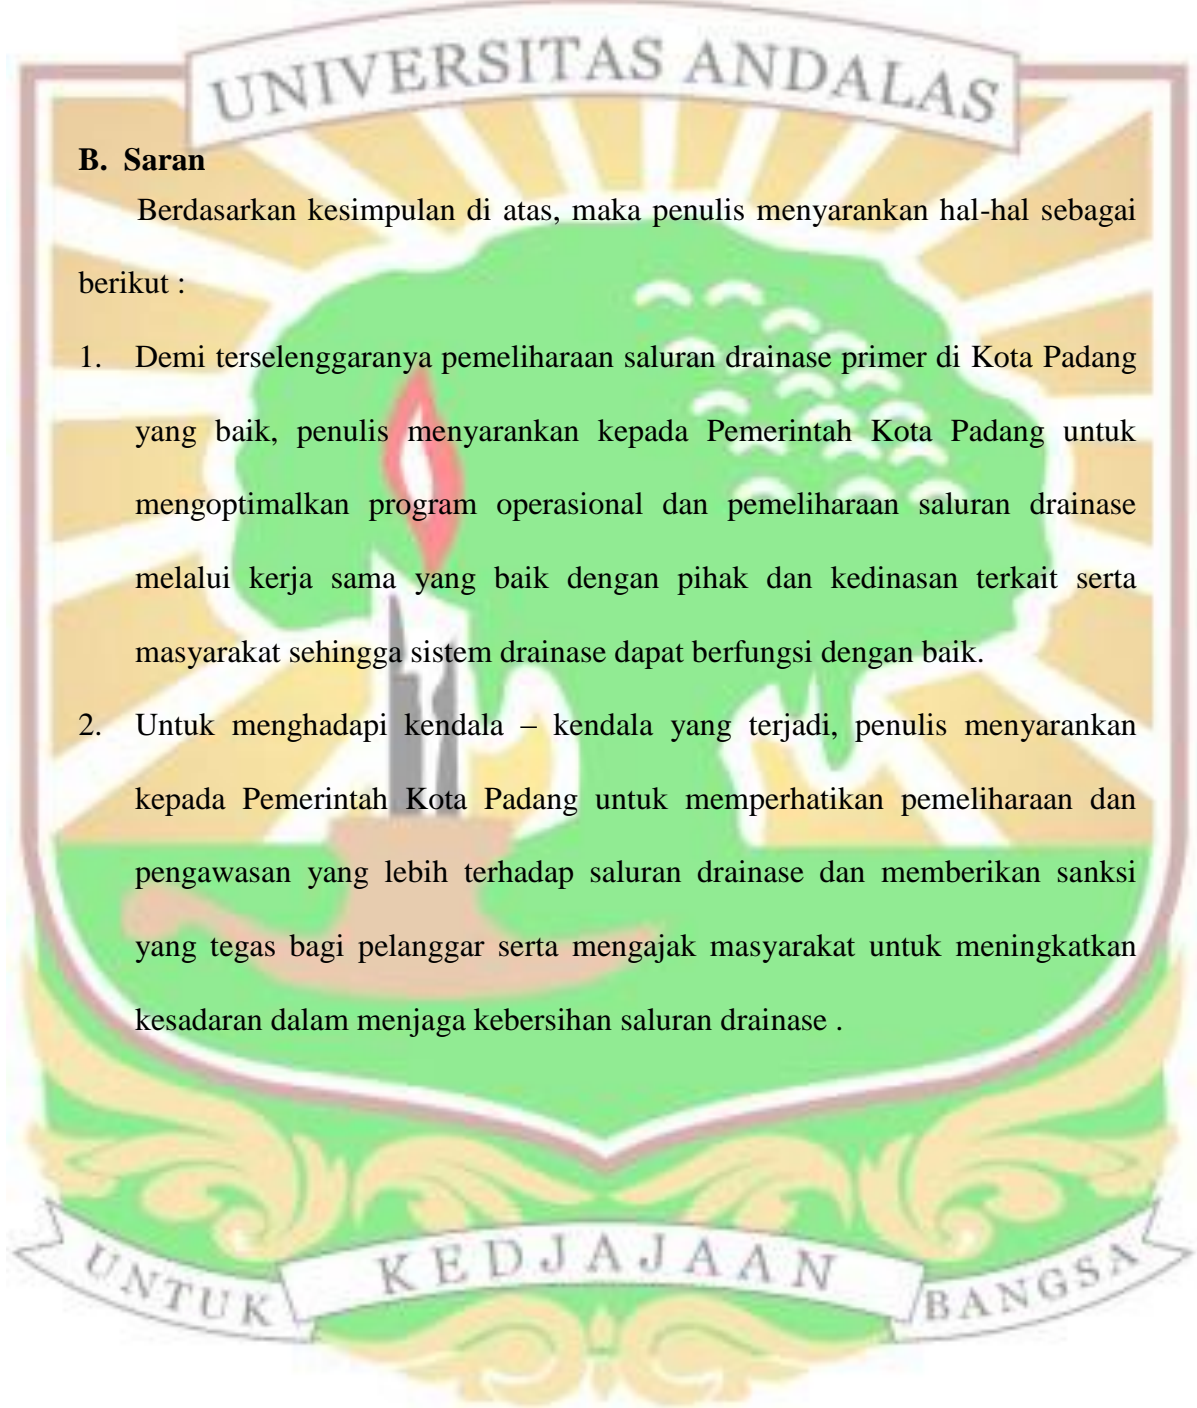 UNIVERSITAS ANDALAS
B. Saran
Berdasarkan kesimpulan di atas, maka penulis menyarankan hal-hal sebagai
berikut :
1. Demi terselenggaranya pemeliharaan saluran drainase primer di Kota Padang
yang baik, penulis menyarankan kepada Pemerintah Kota Padang untuk
mengoptimalkan program operasional dan pemeliharaan saluran drainase
melalui kerja sama yang baik dengan pihak dan kedinasan terkait serta
masyarakat sehingga sistem drainase dapat berfungsi dengan baik.
2. Untuk menghadapi kendala – kendala yang terjadi, penulis menyarankan
kepada Pemerintah Kota Padang untuk memperhatikan pemeliharaan dan
pengawasan yang lebih terhadap saluran drainase dan memberikan sanksi
yang tegas bagi pelanggar serta mengajak masyarakat untuk meningkatkan
kesadaran dalam menjaga kebersihan saluran drainase .
UNTUK KEDJAJAAN BANGSA